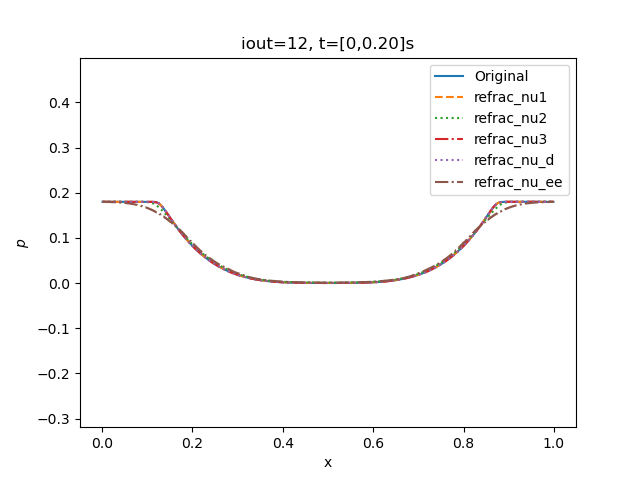 iout=12, t=[0,0.20]s
Original
refrac_nu1
refrac_nu2
refrac_nu3
refrac_nu_d
refrac_nu_ee
0.4
0.3
0.2
0.1
0.0
−0.1
−0.2
−0.3
p
0.0 0.2 0.4 0.6 0.8 1.0
x